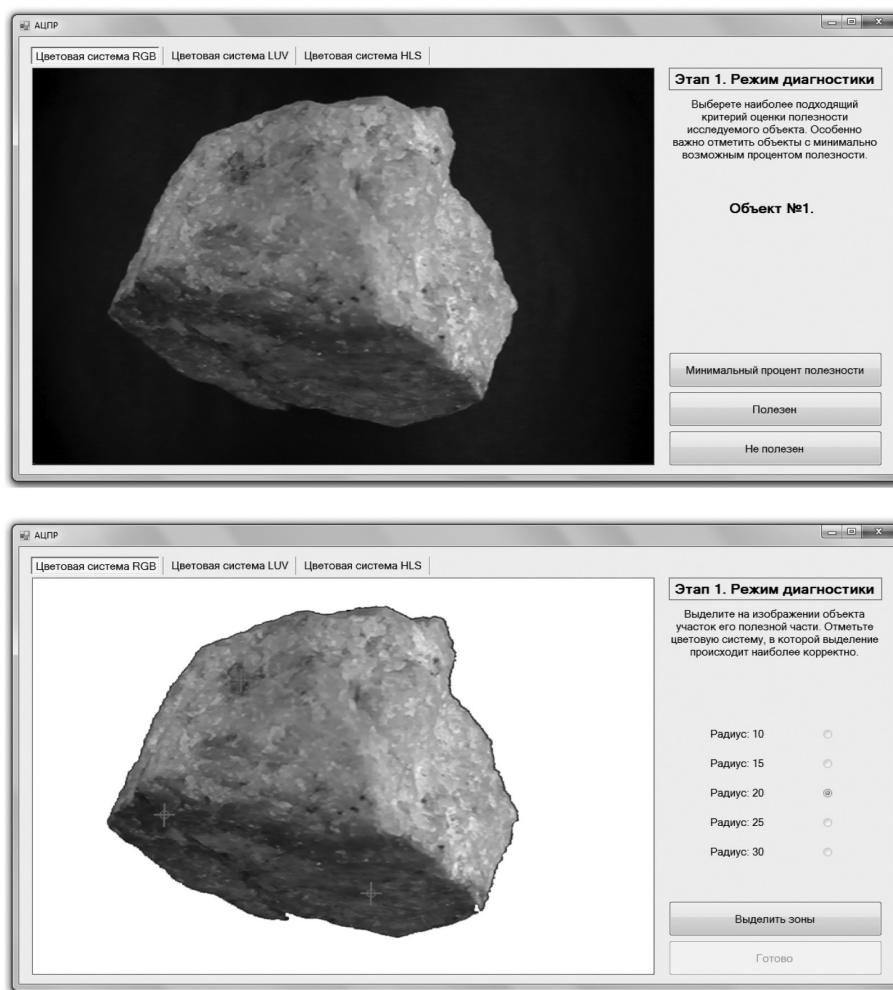 АЦПР
Цветовая система RGB Цветовая система LUV Цветовая система HLS
Этап 1. Режим диагностики
Выберете наиболее подходящий
критерий оценки полезности
исследуемого объекта. Особенно
важно отметить объекты с минимально
возможным процентом полезности.
Объект №1.
Минимальный процент полезности
Полезен
Не полезен
АЦПР
Цветовая система RGB Цветовая система LUV Цветовая система HLS
Этап 1. Режим диагностики
Выделите на изображении объекта
участок его полезной части. Отметьте
цветовую систему, в которой выделение
происходит наиболее корректно.
Радиус: 10
Радиус: 15
Радиус: 20
Радиус: 25
Радиус: 30
Выделить зоны
Готово